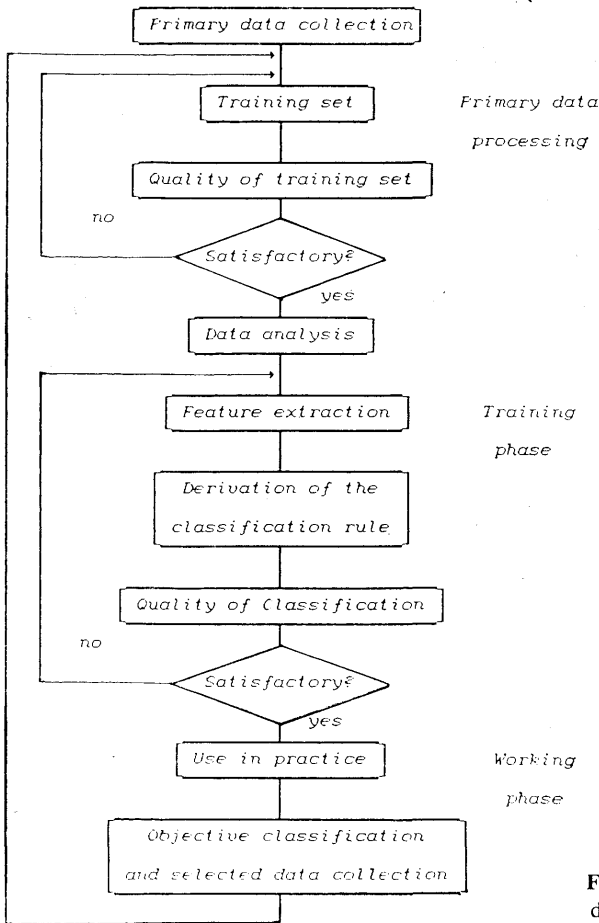 Primary data collection
Training set
Primary data
processing
Quality of training set
no
Satisfactory?
yes
Data analysis
Feature extraction
Training
phase
Derivation of the
classification rule
Quality of Classification
no
Satisfactory?
yes
Use in practice
Working
phase
Objective classification
and selected data collection
F
d